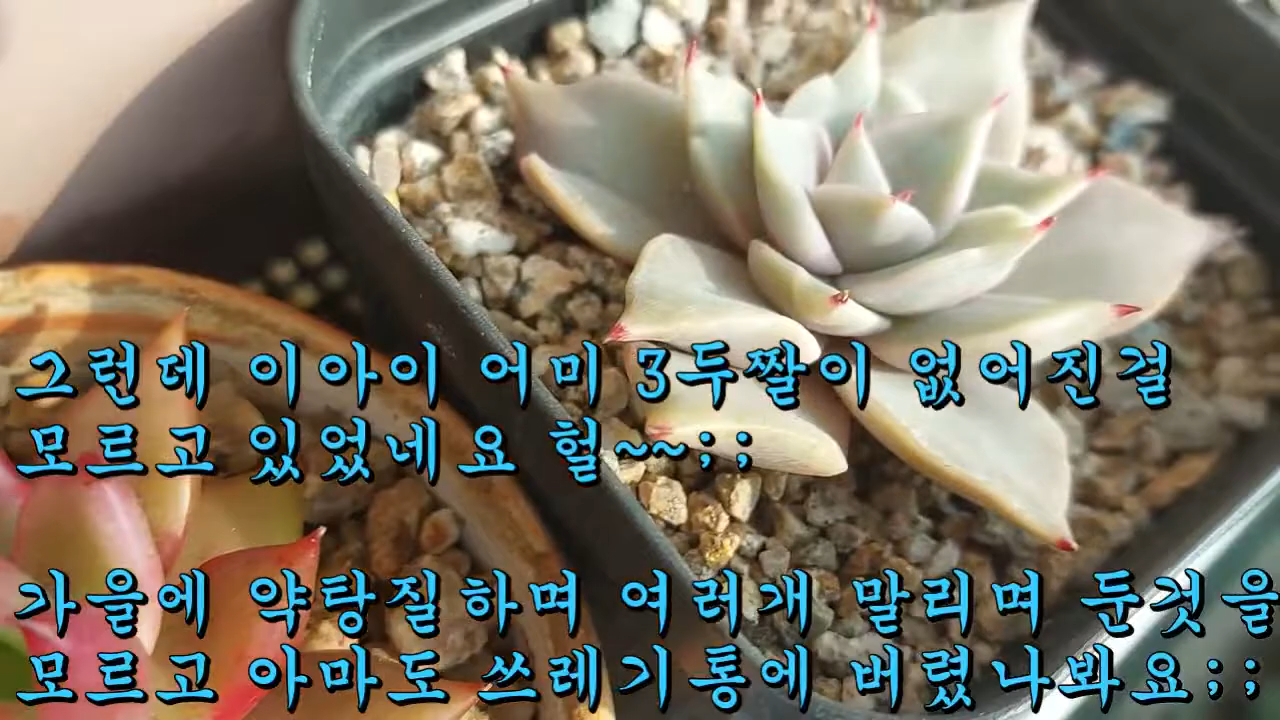 그런데 이아이 어미 3두짤이 없어진걸
모르고 있었네요 헐~~;;
가을에 약탕질하며 여러개 말리며 둔것을
모르고 아마도 쓰레기통에 버렸나봐요;;